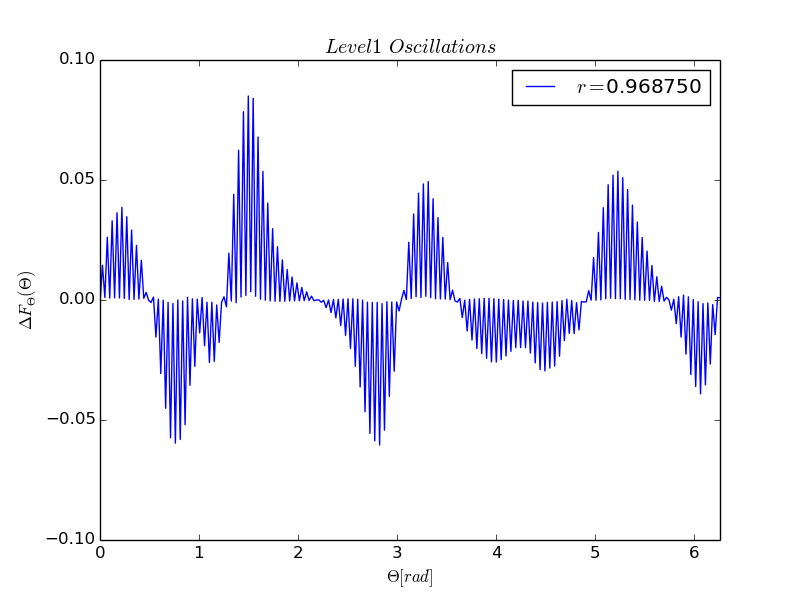 Level1 Oscillations
r=0.968750
0.10
0.05
0.00
−0.05
−0.10
ΔF_Θ(Θ)
0 1 2 3 4 5 6
Θ[rad]